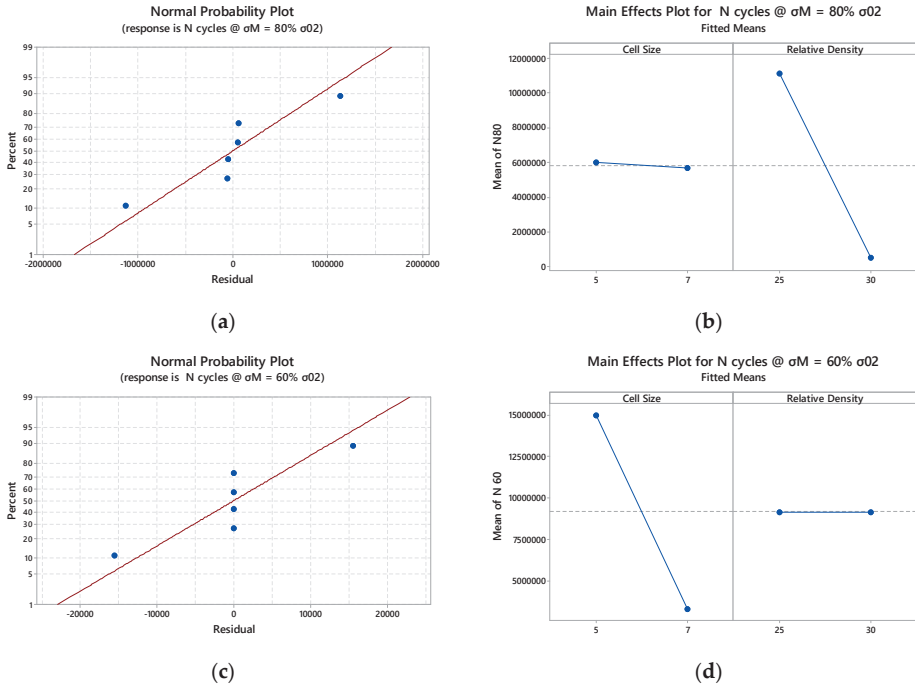 Normal Probability Plot
(response is N cycles @ σM = 80% σ02)
99
95
90
80
70
60
50
40
30
20
10
5
1
Percent
-2000000 -1000000 0 1000000 2000000
Residual
(a)
Main Effects Plot for N cycles @ σM = 80% σ02
Fitted Means
Cell Size Relative Density
12000000
10000000
8000000
6000000
4000000
2000000
0
Mean of N80
5 7 25 30
(b)
Normal Probability Plot
(response is N cycles @ σM = 60% σ02)
99
95
90
80
70
60
50
40
30
20
10
5
1
Percent
-20000 -10000 0 10000 20000
Residual
(c)
Main Effects Plot for N cycles @ σM = 60% σ02
Fitted Means
Cell Size Relative Density
15000000
12500000
10000000
7500000
5000000
Mean of N 60
5 7 25 30
(d)